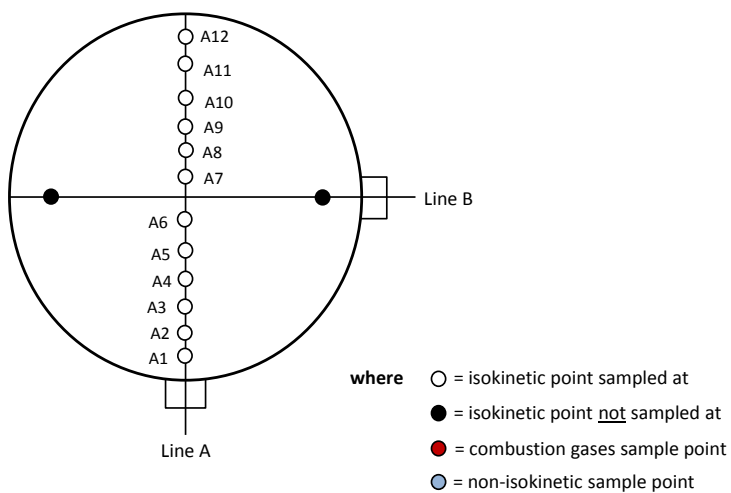 A12
A11
A10
A9
A8
A7
Line B
A6
A5
A4
A3
A2
A1
Line A
where
= isokinetic point sampled at
= isokinetic point not sampled at
= combustion gases sample point
= non-isokinetic sample point